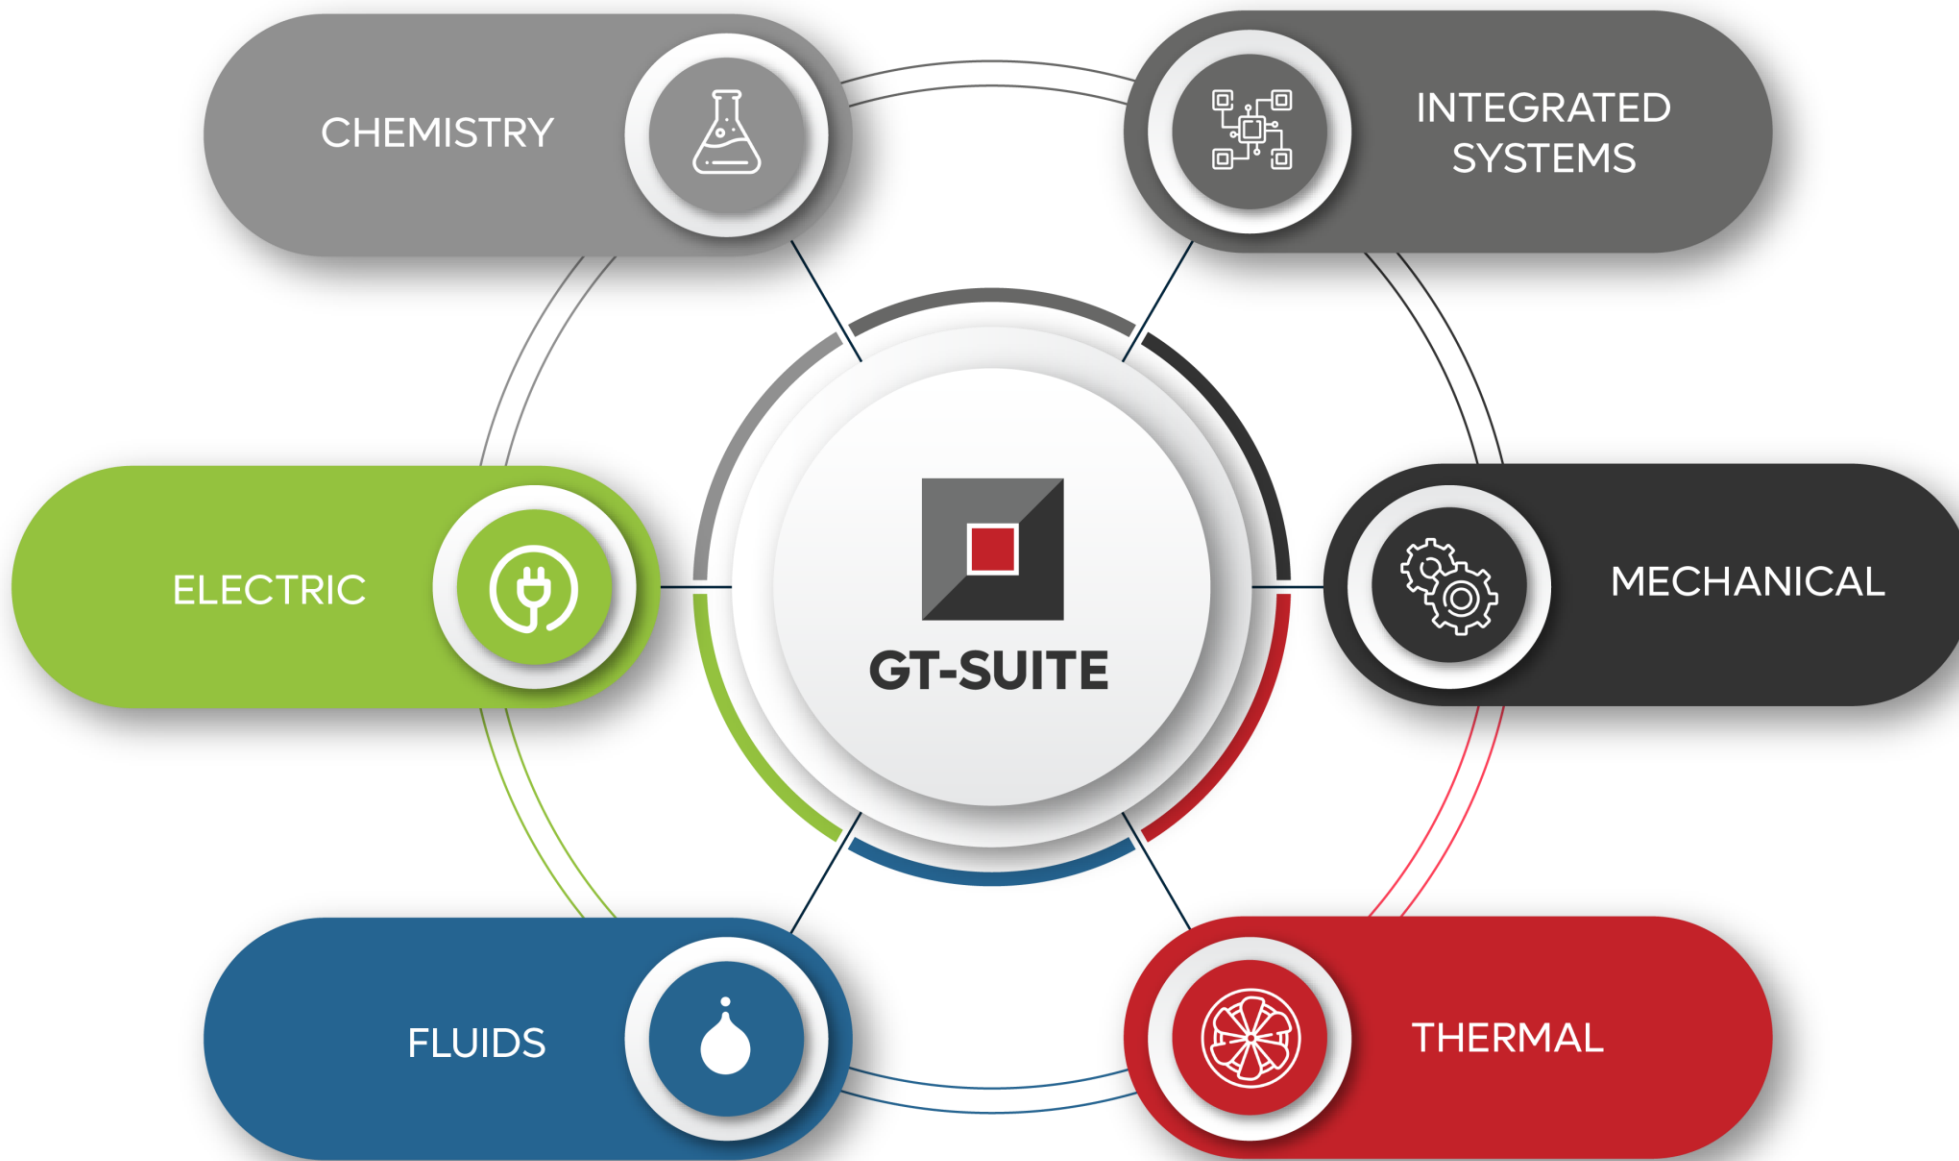 CHEMISTRY
INTEGRATED
SYSTEMS
ELECTRIC
GT-SUITE
MECHANICAL
FLUIDS
THERMAL